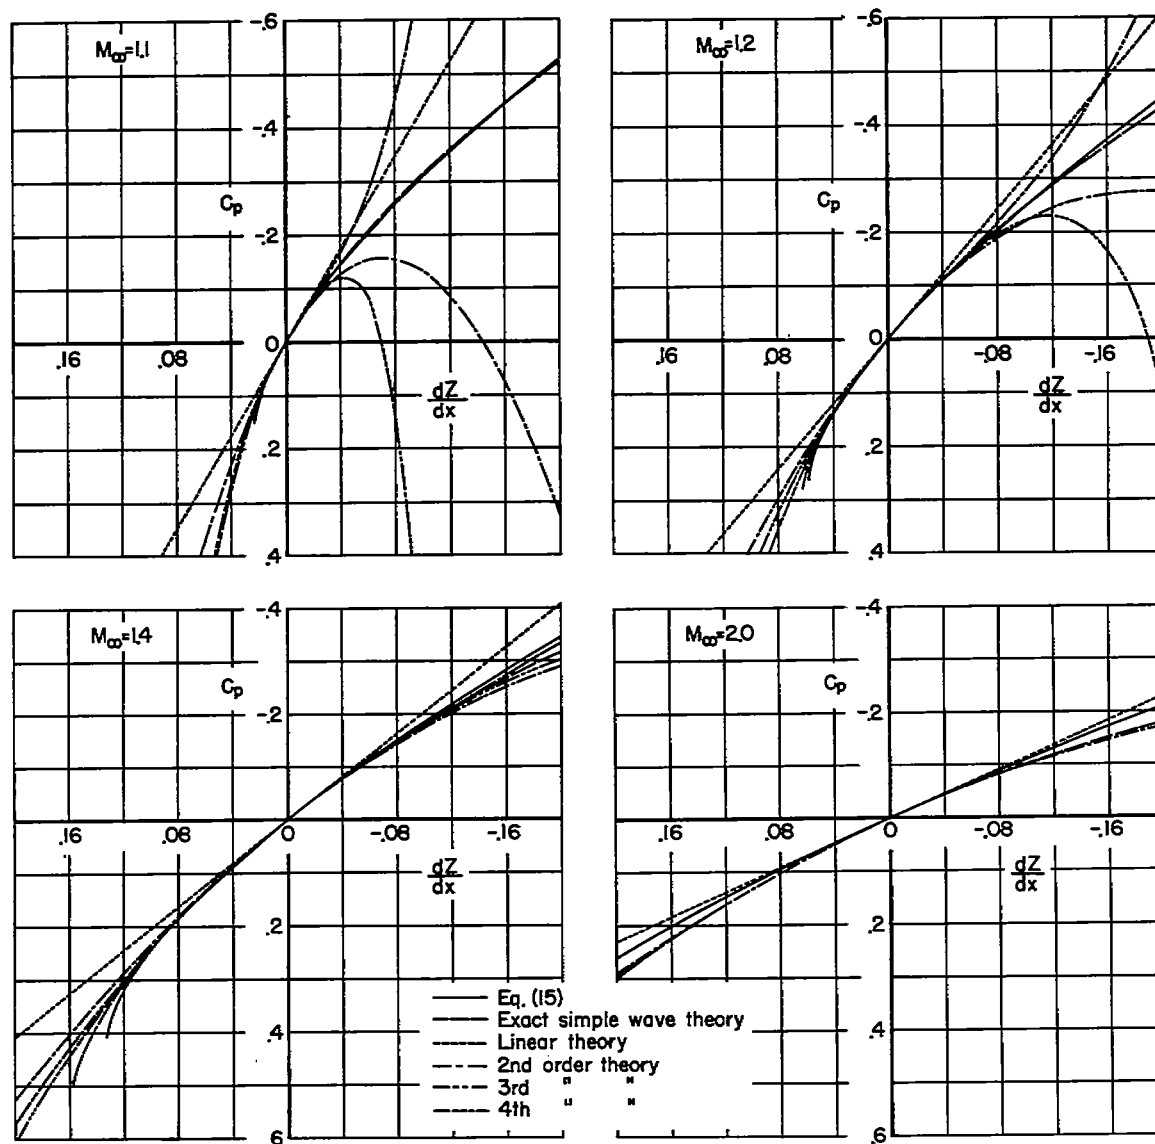 M∞=1.1
-.6
-.4
Cp
-.2
0
.16
.08
dZ
dx
.2
.4
M∞=1.2
-.6
-.4
Cp
-.2
0
.16
.08
-.08
-.16
dZ
dx
.2
.4
M∞=1.4
-.4
Cp
-.2
.16
.08
0
-.08
-.16
dZ
dx
.2
.4
.6
M∞=2.0
-.4
Cp
-.2
.16
.08
0
-.08
-.16
dZ
dx
.2
.4
.6
Eq. (15)
Exact simple wave theory
Linear theory
2nd order theory
3rd " "
4th " "